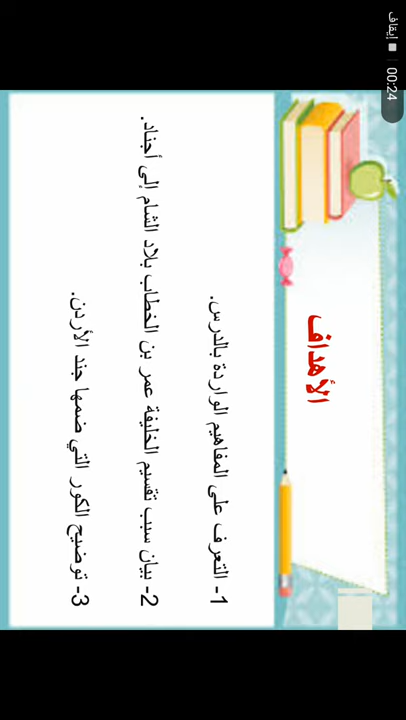 إيقاف
00:24
الأهداف
1- التعرف على المفاهيم الواردة بالدرس.
2- بيان سبب تقسيم الخليفة عمر بن الخطاب بلاد الشام إلى أجناد.
3- توضيح الكور التي ضمها جند الأردن.